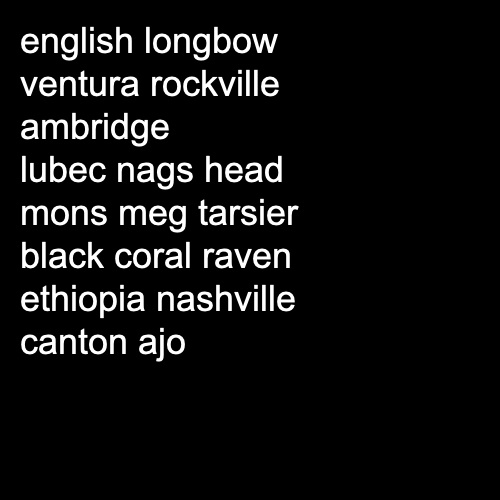 english longbow
ventura rockville
ambridge
lubec nags head
mons meg tarsier
black coral raven
ethiopia nashville
canton ajo